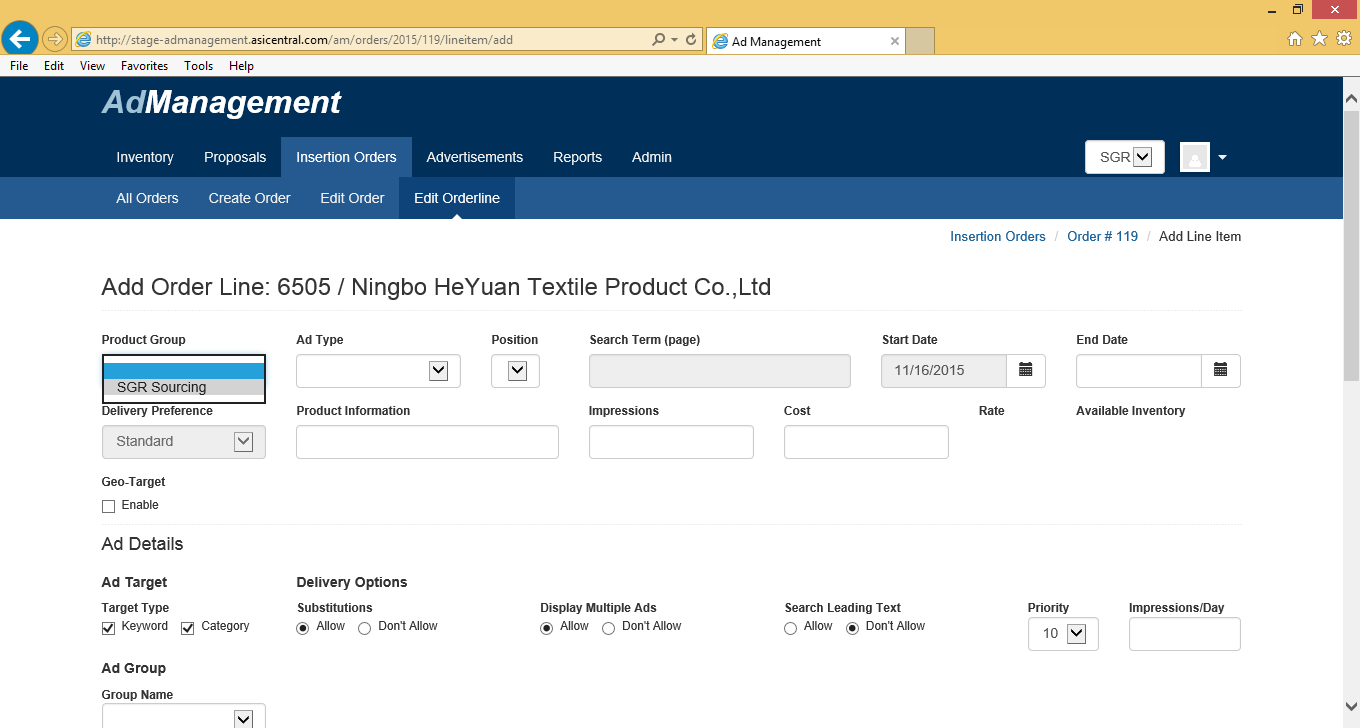 http://stage-admanagement.asicentral.com/am/orders/2015/119/lineitem/add
Ad Management
File Edit View Favorites Tools Help
AdManagement
Inventory Proposals Insertion Orders Advertisements Reports Admin
SGR
All Orders Create Order Edit Order Edit Orderline
Insertion Orders / Order # 119 / Add Line Item
Add Order Line: 6505 / Ningbo HeYuan Textile Product Co.,Ltd
Product Group Ad Type Position Search Term (page) Start Date End Date
11/16/2015
SGR Sourcing
Delivery Preference Product Information Impressions Cost Rate Available Inventory
Standard
Geo-Target
Enable
Ad Details
Ad Target Delivery Options
Target Type Substitutions Display Multiple Ads Search Leading Text Priority Impressions/Day
Keyword Category Allow Don't Allow Allow Don't Allow Allow Don't Allow
10
Ad Group
Group Name